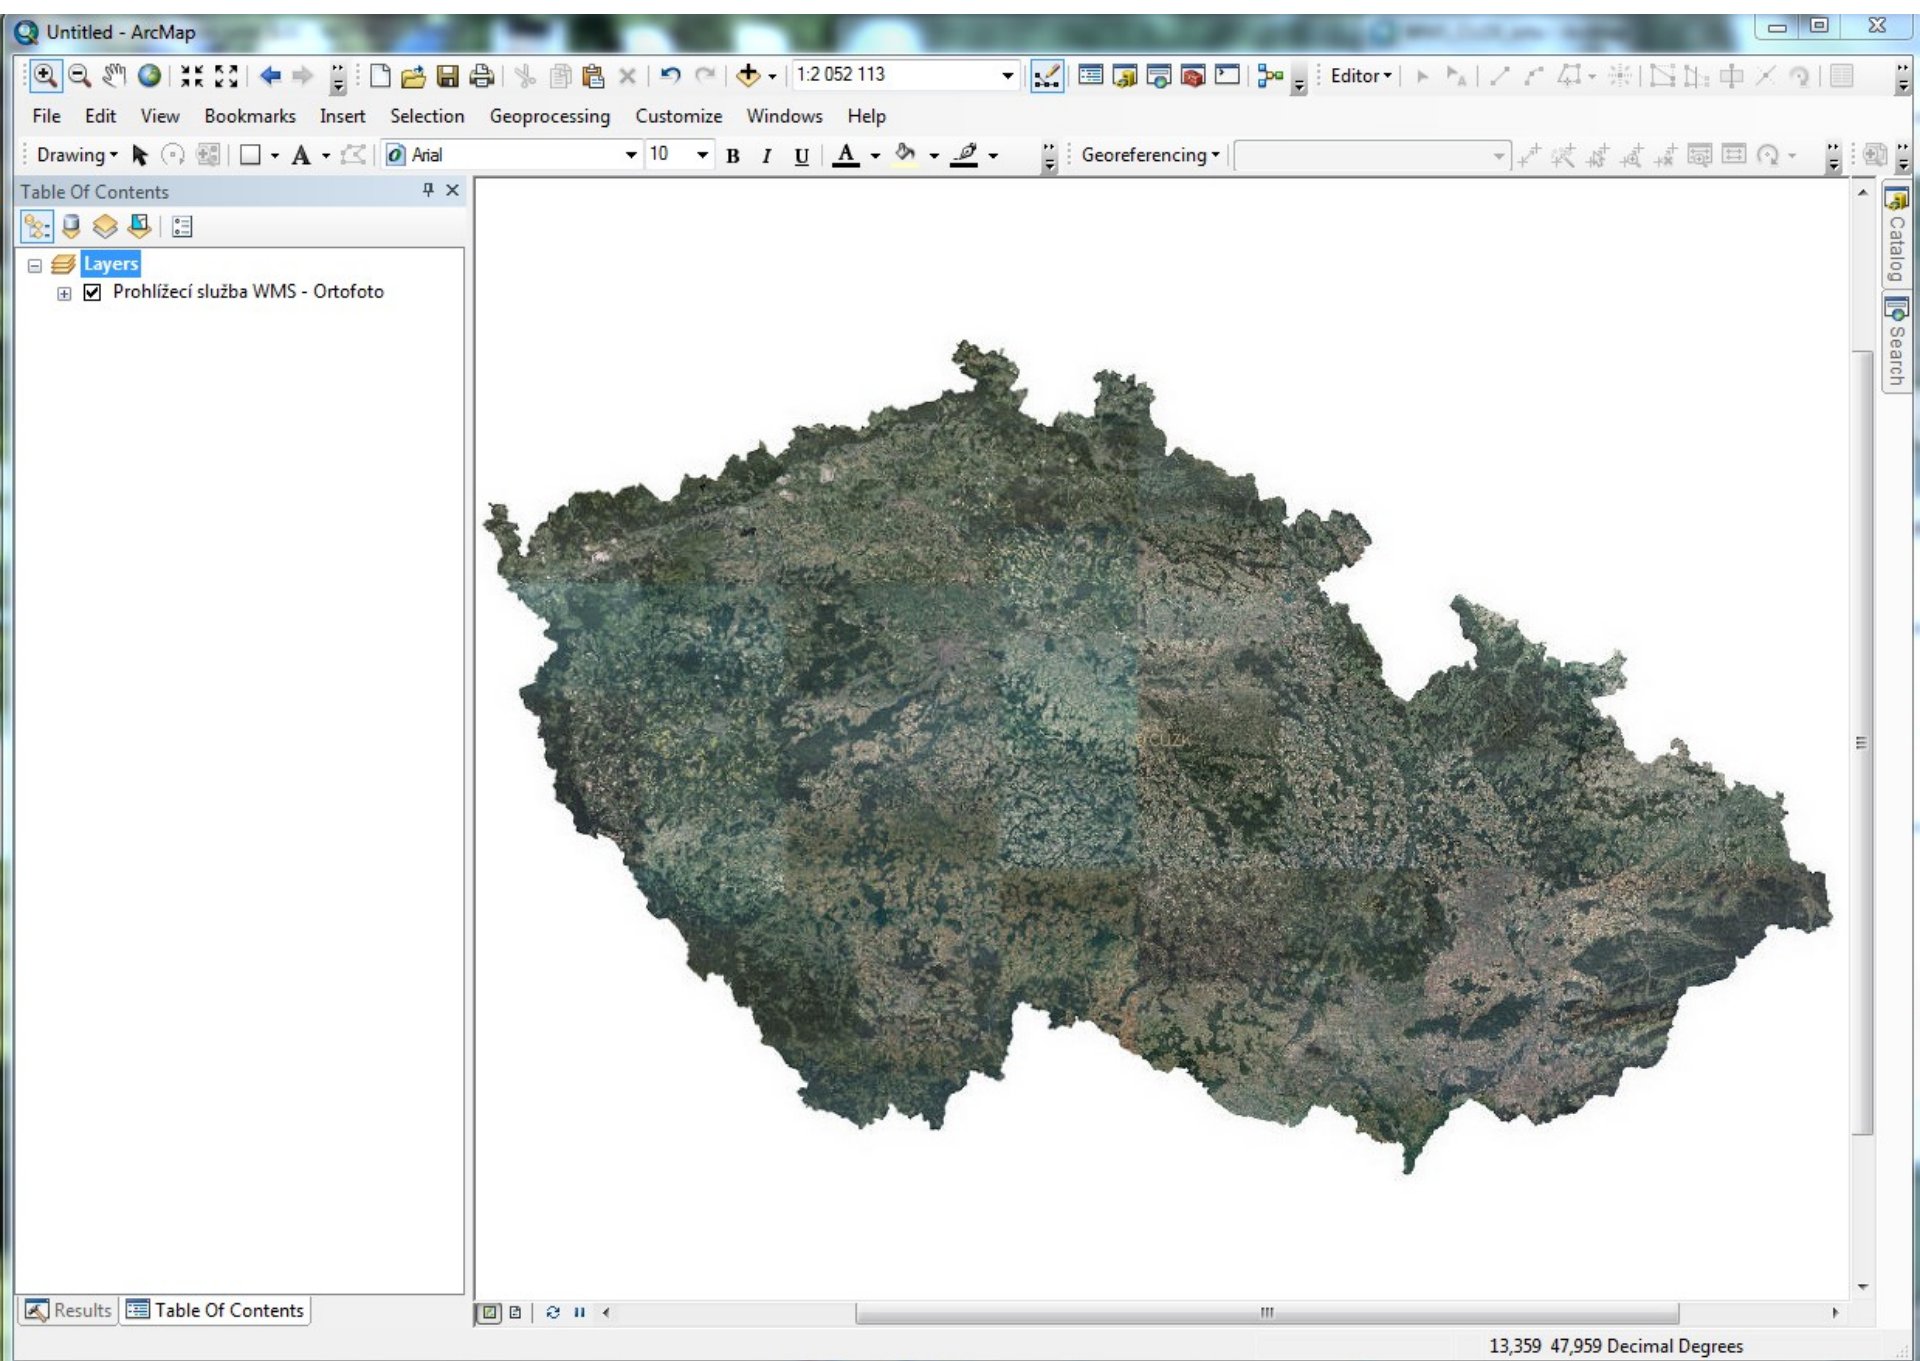 Untitled - ArcMap
1:2 052 113
Editor
File Edit View Bookmarks Insert Selection Geoprocessing Customize Windows Help
Drawing A Arial 10 B I U A Georeferencing
Table Of Contents
Layers
Prohlížecí služba WMS - Ortofoto
Catalog
Search
Results Table Of Contents
13,359 47,959 Decimal Degrees